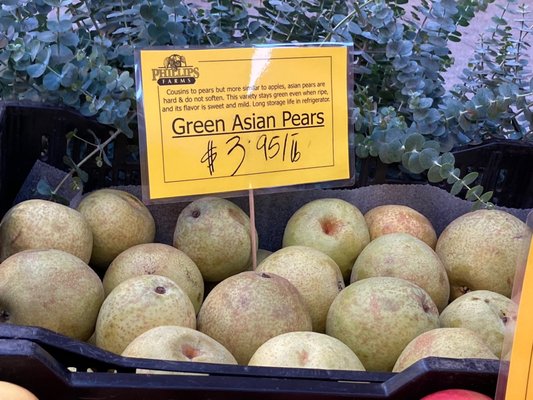 PHILLIPS
FARMS
Cousins to pears but more similar to apples, asian pears are
hard & do not soften. This variety stays green even when ripe,
and its flavor is sweet and mild. Long storage life in refrigerator.
Green Asian Pears
$3.95/lb